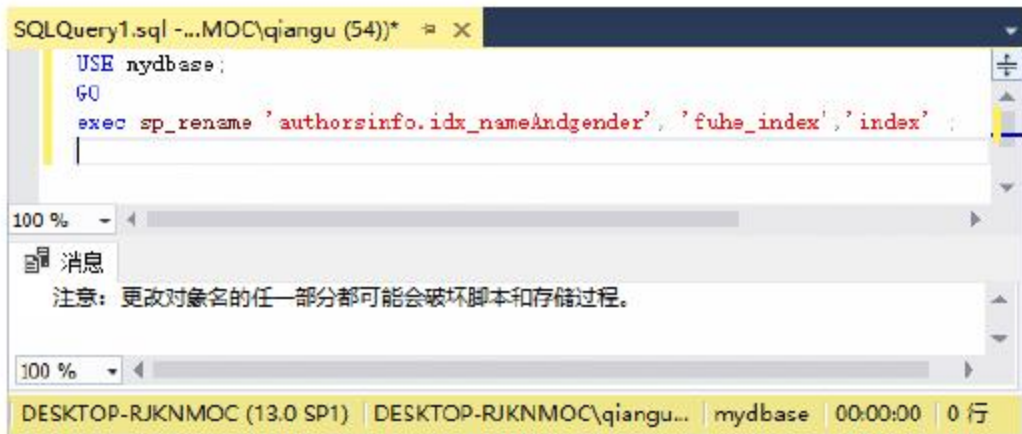 SQLQuery1.sql -...MOC\qiangu (54))*
USE mydbase;
GO
exec sp_rename 'authorsinfo.idx_nameAndgender', 'fuhe_index','index' ;
100 %
消息
注意：更改对象名的任一部分都可能会破坏脚本和存储过程。
100 %
DESKTOP-RJKNMOC (13.0 SP1) DESKTOP-RJKNMOC\qiangu... mydbase 00:00:00 0 行